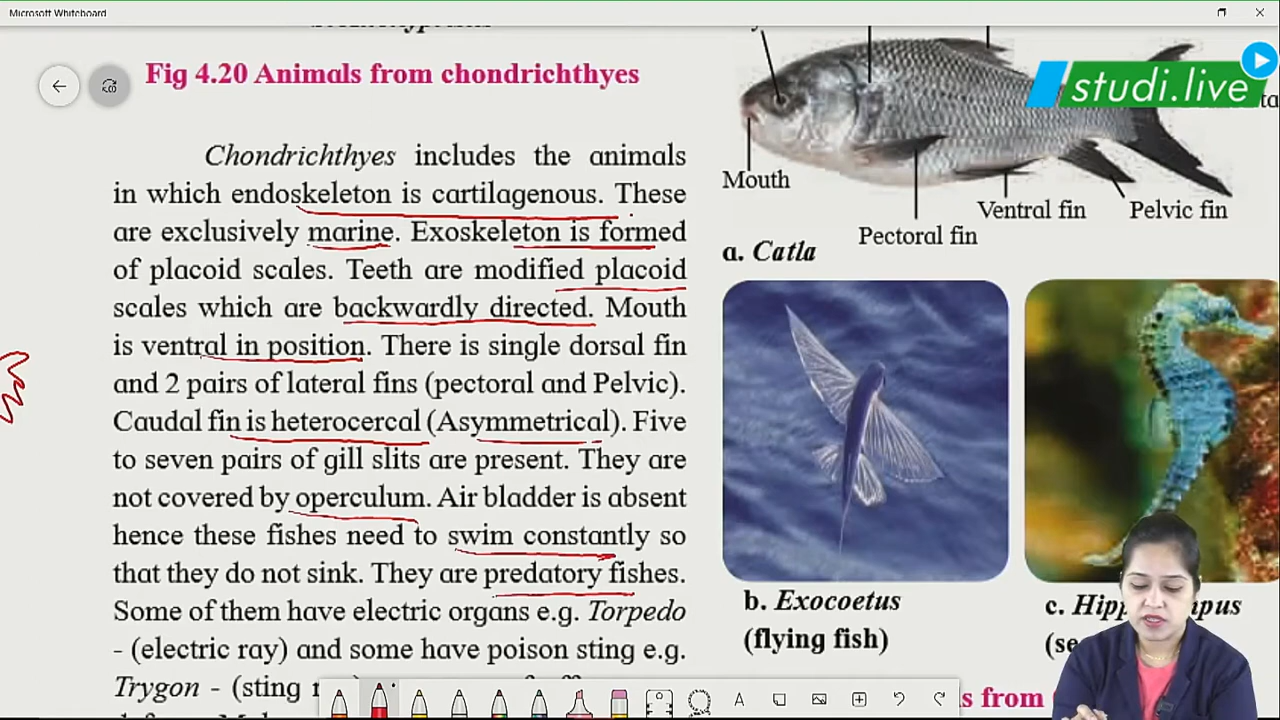 Microsoft Whiteboard
Fig 4.20 Animals from chondrichthyes
Chondrichthyes includes the animals
in which endoskeleton is cartilagenous. These
are exclusively marine. Exoskeleton is formed
of placoid scales. Teeth are modified placoid
scales which are backwardly directed. Mouth
is ventral in position. There is single dorsal fin
and 2 pairs of lateral fins (pectoral and Pelvic).
Caudal fin is heterocercal (Asymmetrical). Five
to seven pairs of gill slits are present. They are
not covered by operculum. Air bladder is absent
hence these fishes need to swim constantly so
that they do not sink. They are predatory fishes.
Some of them have electric organs e.g. Torpedo
- (electric ray) and some have poison sting e.g.
Trygon - (sting
studi.live
Mouth
Ventral fin
Pelvic fin
Pectoral fin
a. Catla
b. Exocoetus
(flying fish)
c.
from